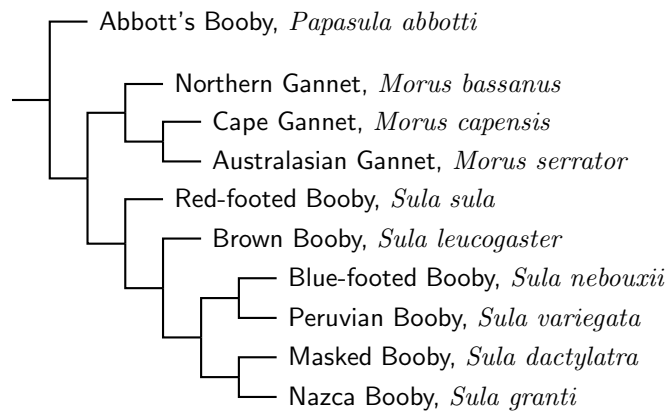 Abbott's Booby, Papasula abbotti
Northern Gannet, Morus bassanus
Cape Gannet, Morus capensis
Australasian Gannet, Morus serrator
Red-footed Booby, Sula sula
Brown Booby, Sula leucogaster
Blue-footed Booby, Sula nebouxii
Peruvian Booby, Sula variegata
Masked Booby, Sula dactylatra
Nazca Booby, Sula granti